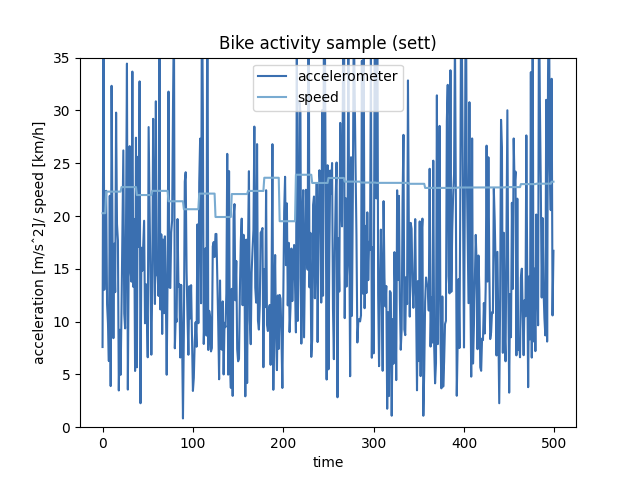 Bike activity sample (sett)
accelerometer
speed
acceleration [m/s^2]/ speed [km/h]
35
30
25
20
15
10
5
0
0 100 200 300 400 500
time